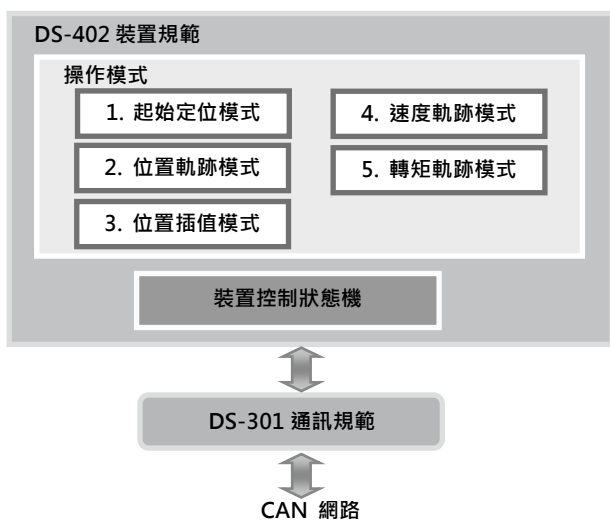 DS-402 裝置規範
操作模式
1. 起始定位模式
2. 位置軌跡模式
3. 位置插值模式
4. 速度軌跡模式
5. 轉矩軌跡模式
裝置控制狀態機
DS-301 通訊規範
CAN 網路